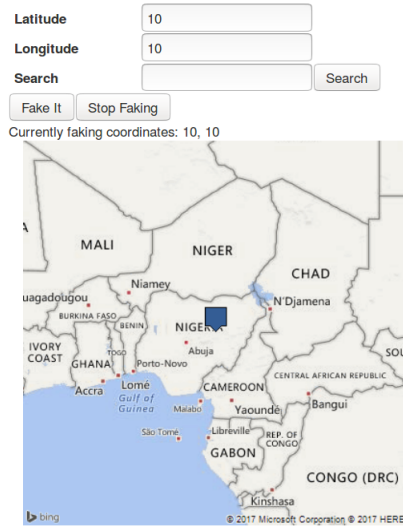 Latitude 10
Longitude 10
Search Search
Fake It Stop Faking
Currently faking coordinates: 10, 10
MALI
NIGER
CHAD
Niamey
uagadougou
N'Djamena
BURKINA FASO
BENIN
NIGER
IVORY
COAST
GHANA
TOGO
Abuja
Porto-Novo
SOU
CENTRAL AFRICAN REPUBLIC
Accra
Lomé
CAMEROON
Gulf of
Guinea
Malabo
Yaoundé
Bangui
São Tomé
Libreville
REP. OF
CONGO
GABON
CONGO (DRC)
Kinshasa
bing
© 2017 Microsoft Corporation © 2017 HERE